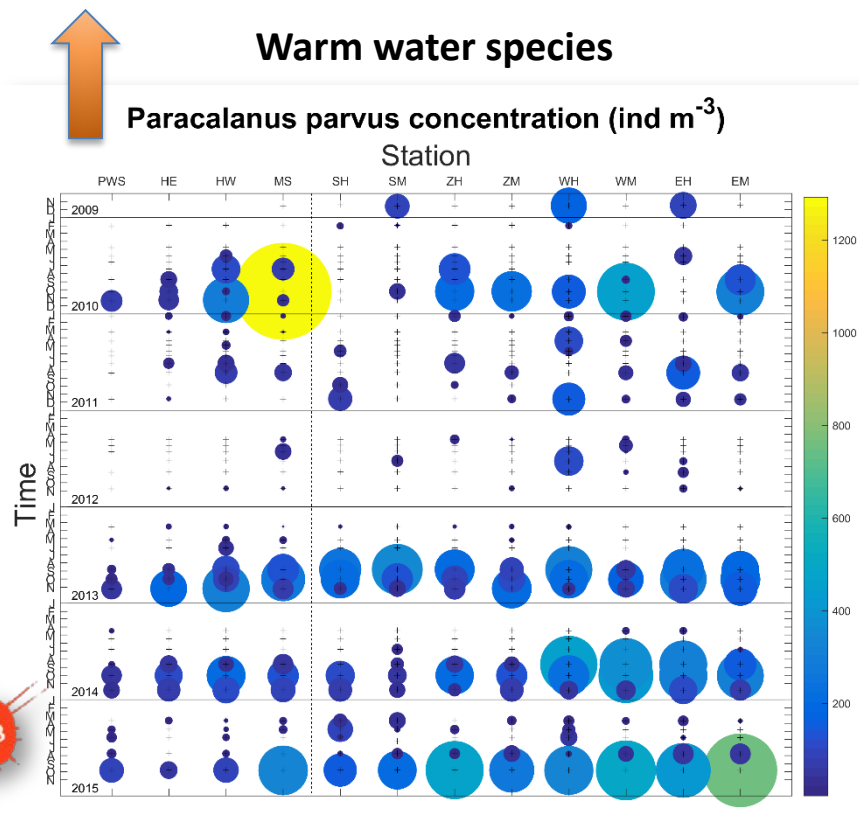 Warm water species
Paracalanus parvus concentration (ind m⁻³)
Station
PWS HE HW MS SH SM ZH ZM WH WM EH EM
Time
2009
2010
2011
2012
2013
2014
2015
1200
1000
800
600
400
200